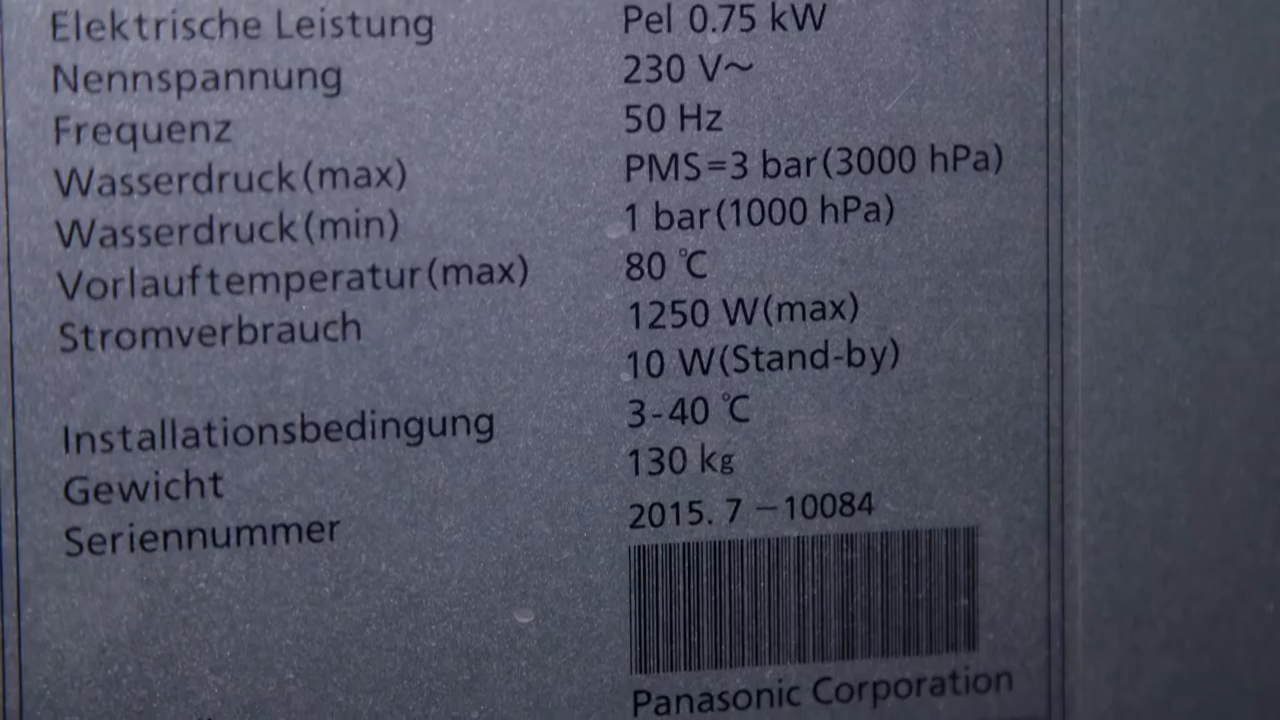 Elektrische Leistung Pel 0.75 kW
Nennspannung 230 V~
Frequenz 50 Hz
Wasserdruck(max) PMS=3 bar(3000 hPa)
Wasserdruck(min) 1 bar(1000 hPa)
Vorlauftemperatur(max) 80 ℃
Stromverbrauch 1250 W(max)
10 W(Stand-by)
Installationsbedingung 3-40 ℃
Gewicht 130 kg
Seriennummer 2015. 7 –10084
Panasonic Corporation